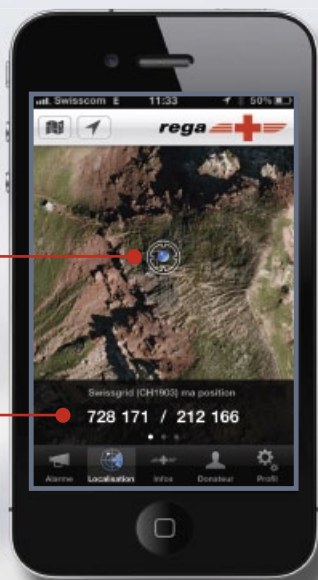 Swisscom E 11:33 50%
rega
Swissgrid (CH1903) ma position
728 171 / 212 166
Alarme Localisation Infos Donateur Profil